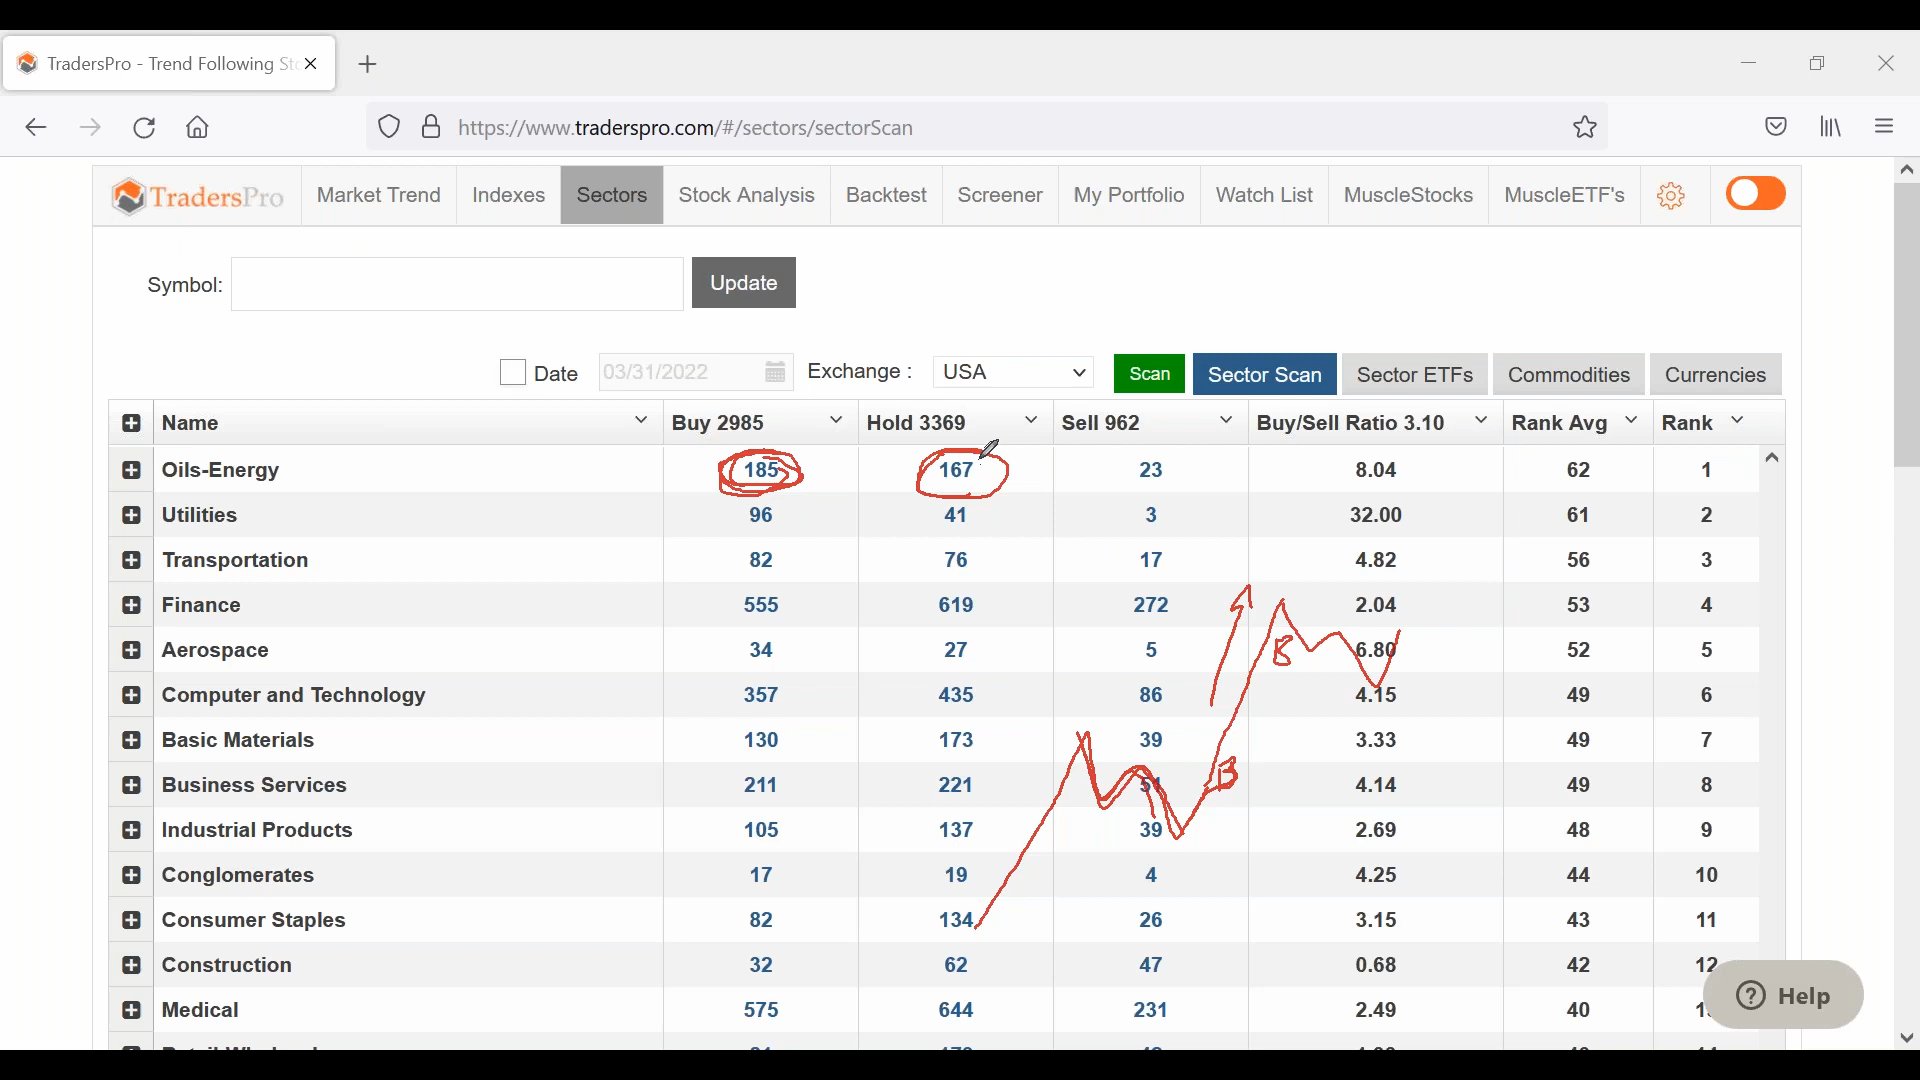 TradersPro - Trend Following Sto
https://www.traderspro.com/#/sectors/sectorScan
TradersPro Market Trend Indexes Sectors Stock Analysis Backtest Screener My Portfolio Watch List MuscleStocks MuscleETF's
Symbol: Update
Date 03/31/2022 Exchange : USA Scan Sector Scan Sector ETFs Commodities Currencies
Name Buy 2985 Hold 3369 Sell 962 Buy/Sell Ratio 3.10 Rank Avg Rank
Oils-Energy 185 167 23 8.04 62 1
Utilities 96 41 3 32.00 61 2
Transportation 82 76 17 4.82 56 3
Finance 555 619 272 2.04 53 4
Aerospace 34 27 5 6.80 52 5
Computer and Technology 357 435 86 4.15 49 6
Basic Materials 130 173 39 3.33 49 7
Business Services 211 221 51 4.14 49 8
Industrial Products 105 137 39 2.69 48 9
Conglomerates 17 19 4 4.25 44 10
Consumer Staples 82 134 26 3.15 43 11
Construction 32 62 47 0.68 42 12
Medical 575 644 231 2.49 40
Help